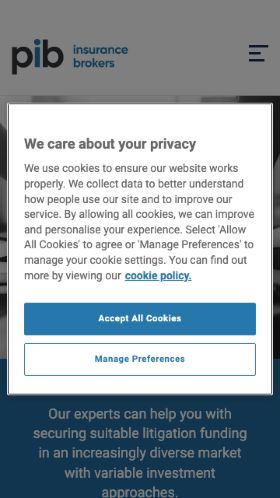 pib insurance
brokers
We care about your privacy
We use cookies to ensure our website works
properly. We collect data to better understand
how people use our site and to improve our
service. By allowing all cookies, we can improve
and personalise your experience. Select 'Allow
All Cookies' to agree or 'Manage Preferences' to
manage your cookie settings. You can find out
more by viewing our cookie policy.
Accept All Cookies
Manage Preferences
Our experts can help you with
securing suitable litigation funding
in an increasingly diverse market
with variable investment
approaches.